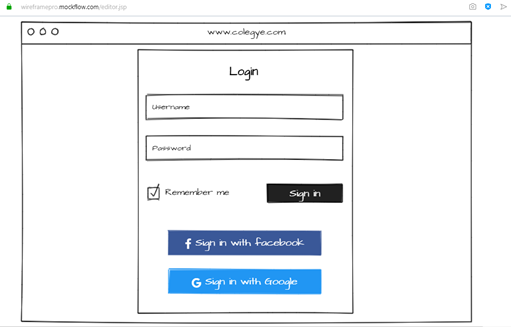 wireframepro.mockflow.com/editor.jsp
www.colegye.com
Login
Username
Password
Remember me
Sign in
Sign in with facebook
Sign in with Google